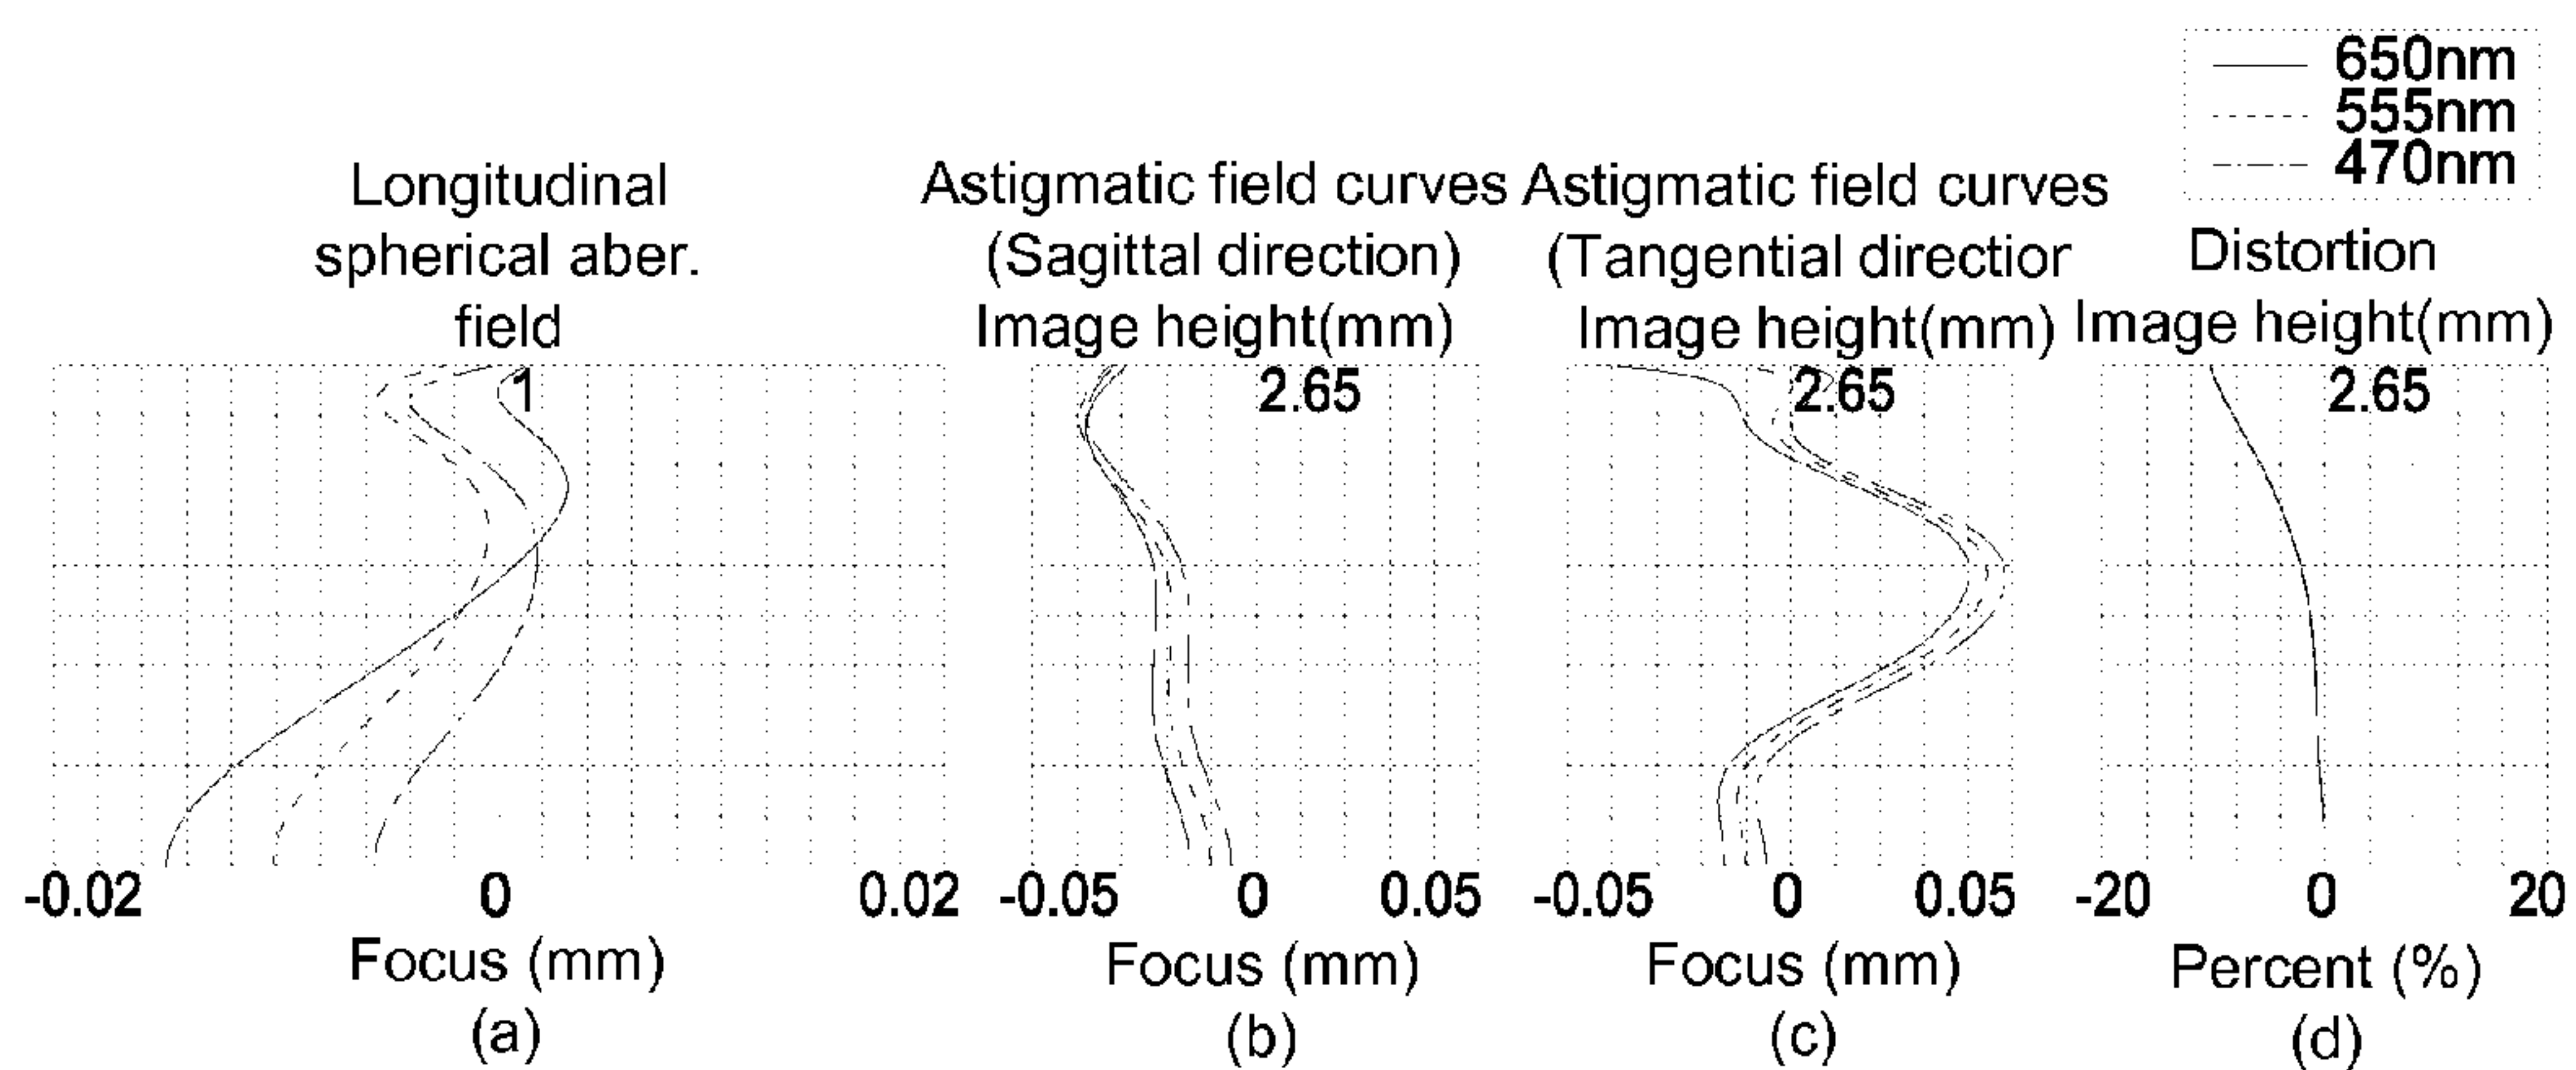 650nm
555nm
470nm
Longitudinal
spherical aber.
field
Astigmatic field curves
(Sagittal direction)
Image height(mm)
Astigmatic field curves
(Tangential directior
Image height(mm)
Distortion
Image height(mm)
1
2.65
2.65
2.65
-0.02 0 0.02
-0.05 0 0.05
-0.05 0 0.05
-20 0 20
Focus (mm)
Focus (mm)
Focus (mm)
Percent (%)
(a)
(b)
(c)
(d)